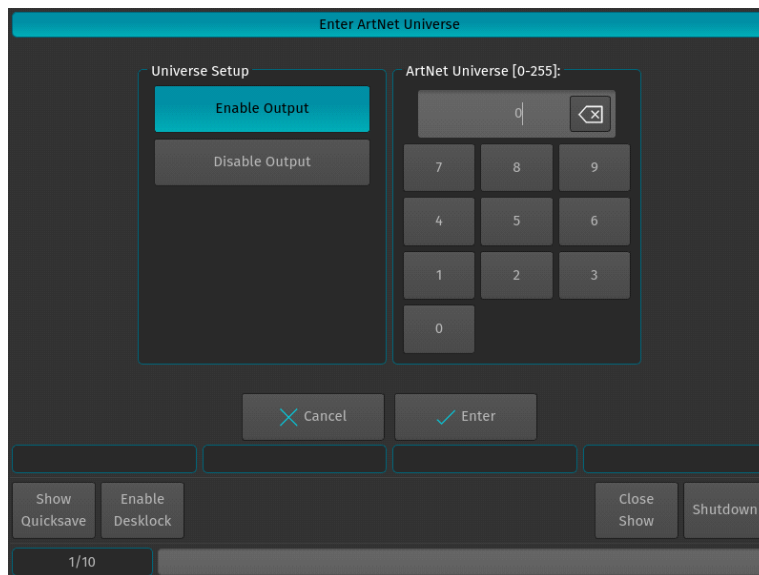 Enter ArtNet Universe
Universe Setup
Enable Output
Disable Output
ArtNet Universe [0-255]:
0
7 8 9
4 5 6
1 2 3
0
Cancel
Enter
Show
Quicksave
Enable
Desklock
Close
Show
Shutdown
1/10